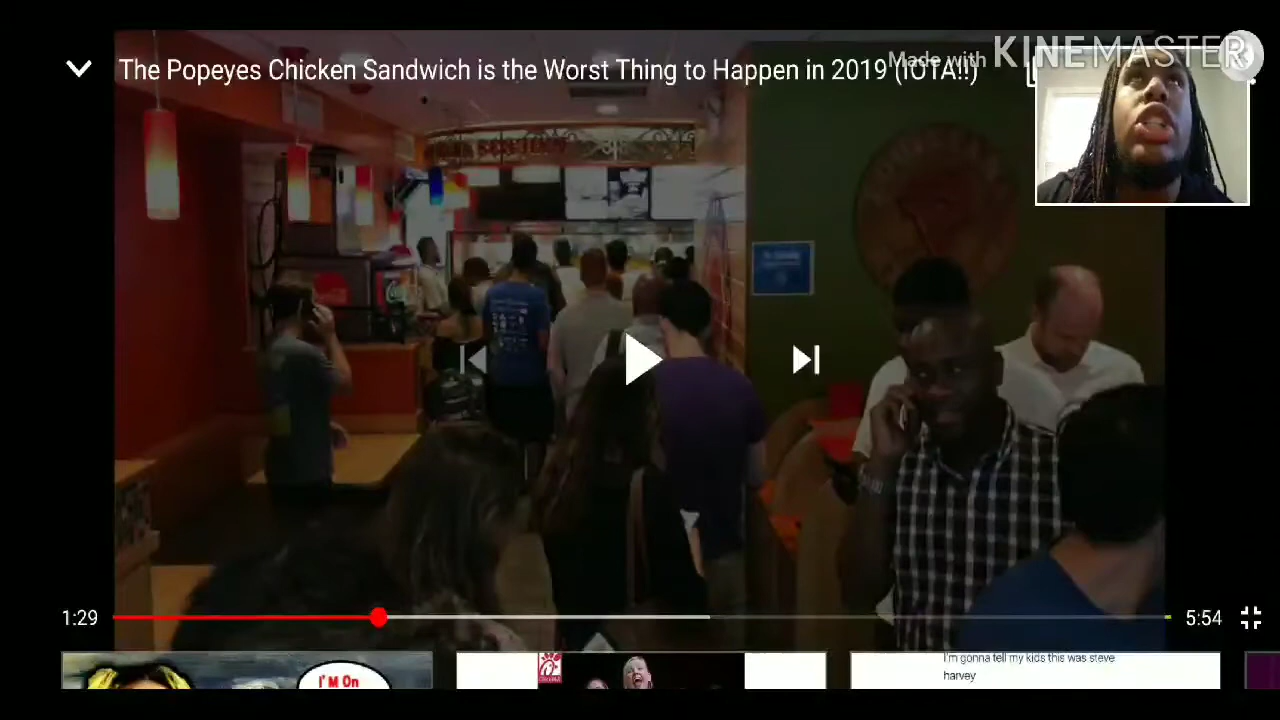 Made with KINEMASTER
The Popeyes Chicken Sandwich is the Worst Thing to Happen in 2019 (IOTA!!)
1:29
5:54
I'M On
I'm gonna tell my kids this was steve
harvey